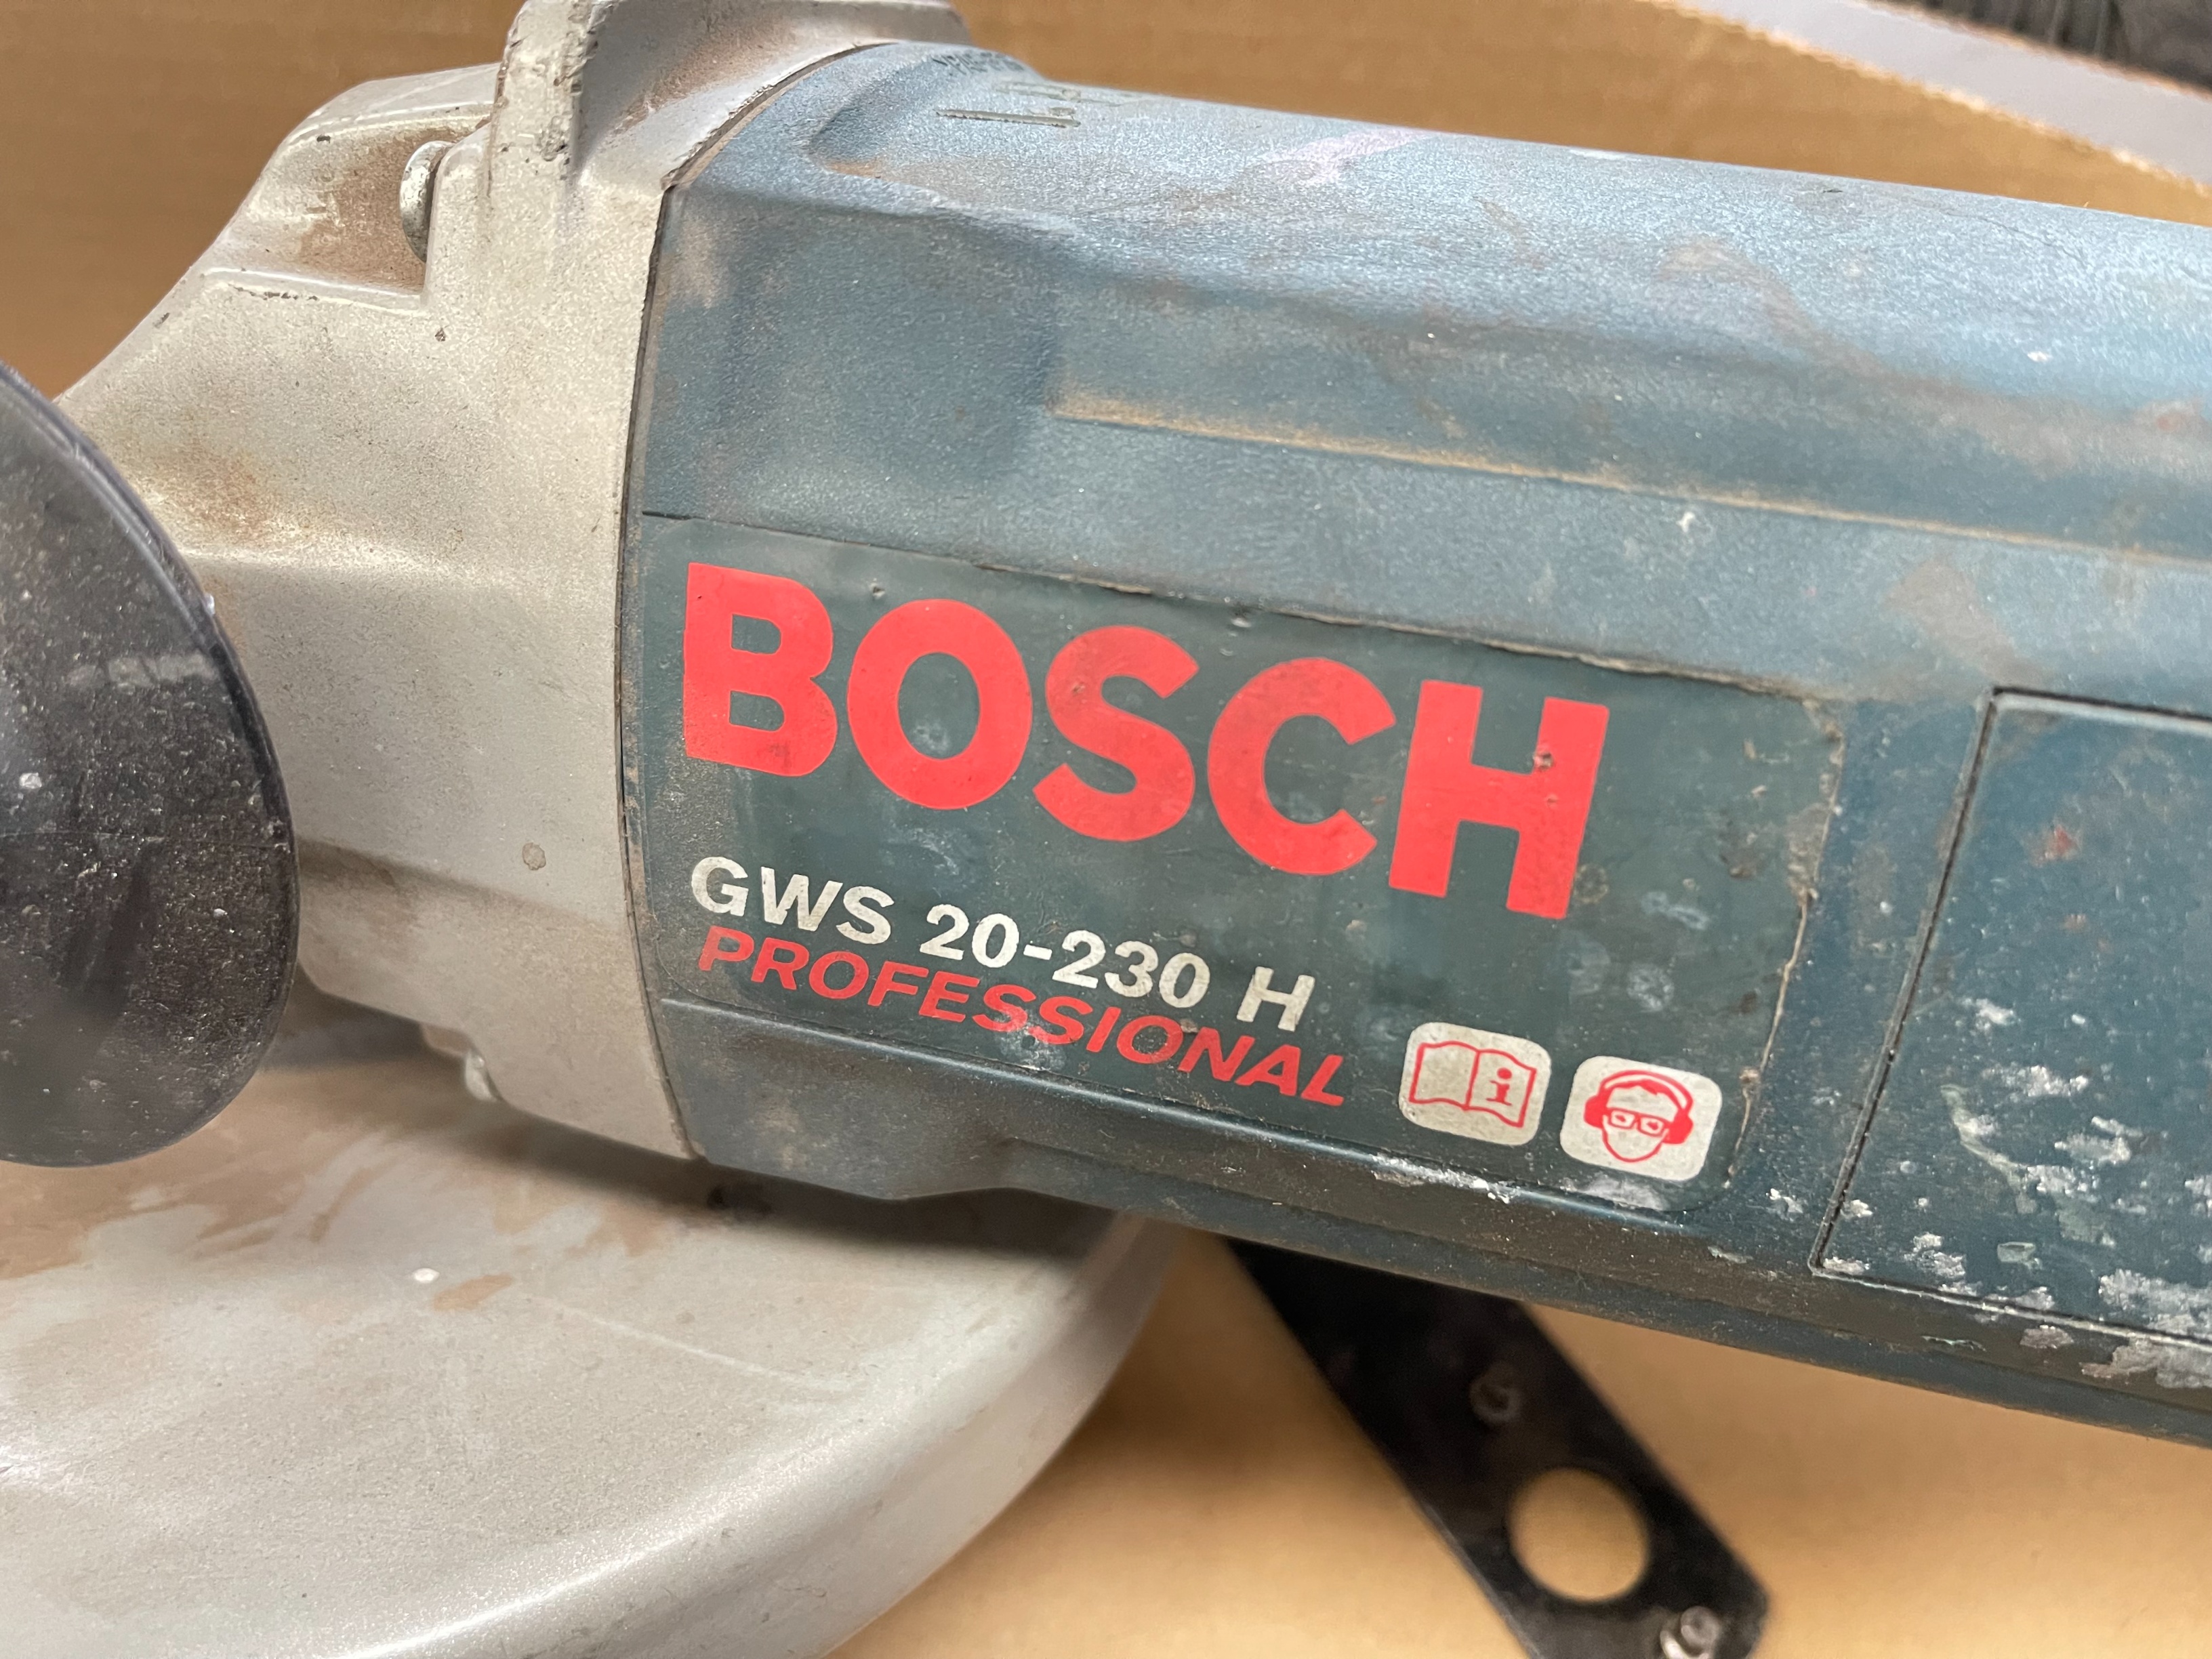 BOSCH
GWS 20-230 H
PROFESSIONAL
i